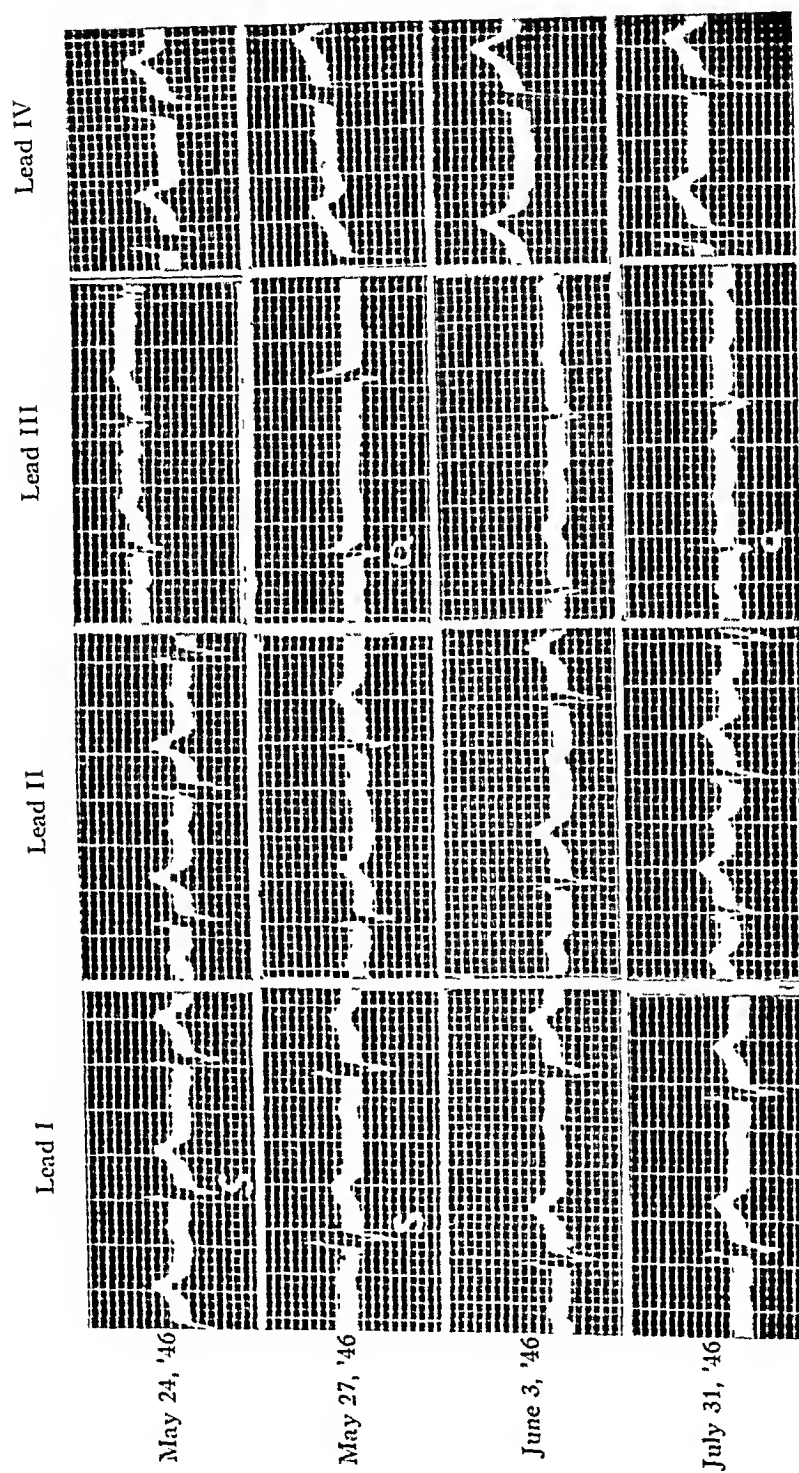 Lead I Lead II Lead III Lead IV
May 24, '46
S
May 27, '46
S Q
June 3, '46
July 31, '46
Q